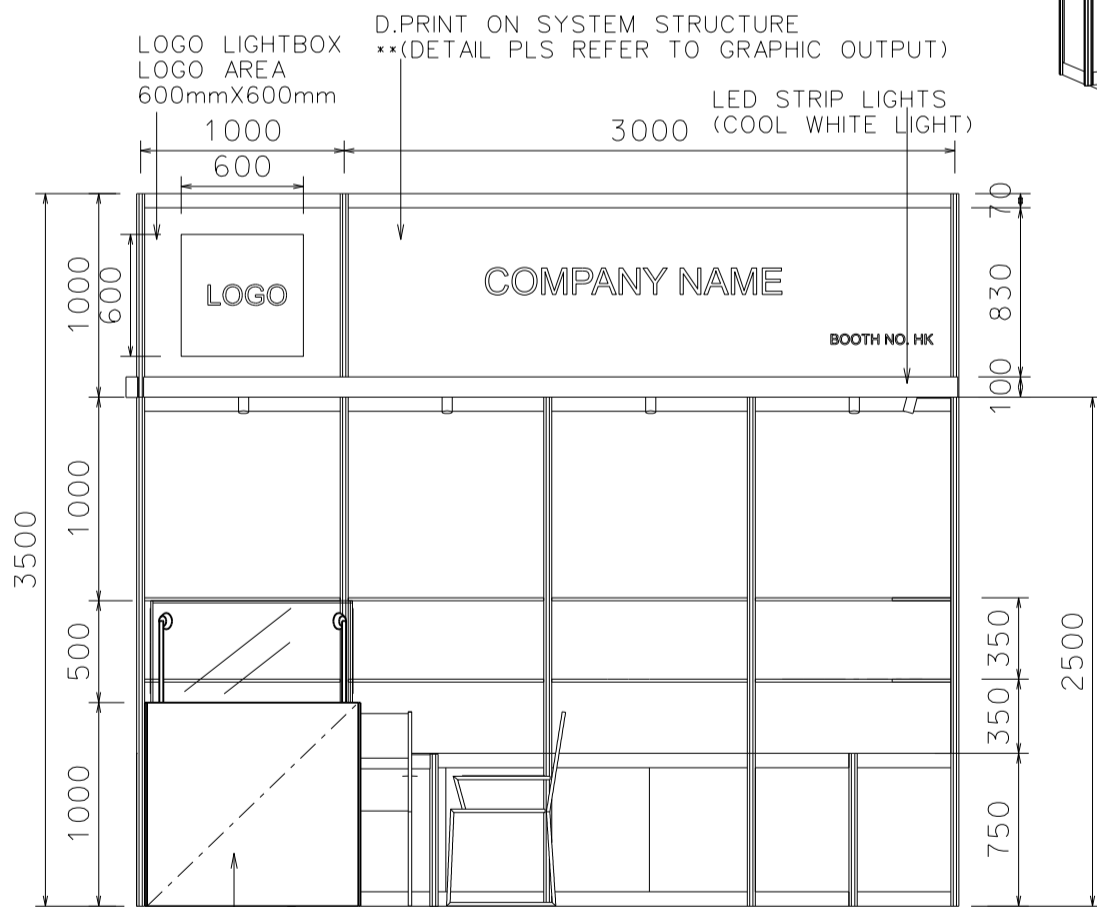 D.PRINT ON SYSTEM STRUCTURE
**(DETAIL PLS REFER TO GRAPHIC OUTPUT)
LOGO LIGHTBOX
LOGO AREA
600mmX600mm
LED STRIP LIGHTS
(COOL WHITE LIGHT)
1000
3000
600
70
1000
600
LOGO
COMPANY NAME
830
BOOTH NO. HK
100
3500
1000
500
350
2500
350
1000
750